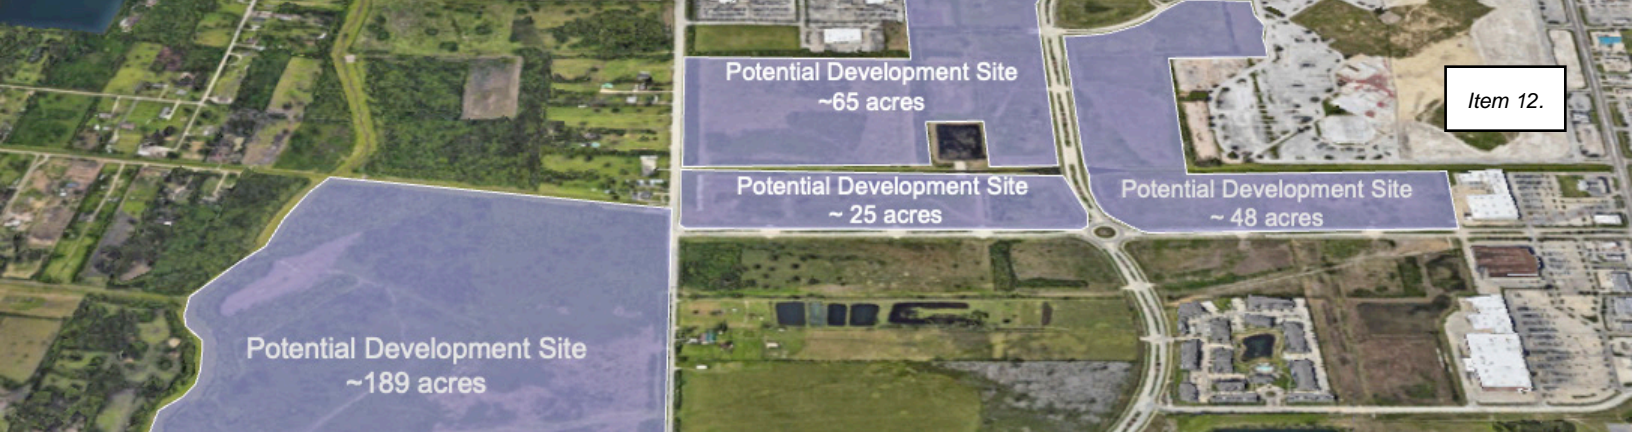 Potential Development Site
~65 acres
Item 12.
Potential Development Site
~ 25 acres
Potential Development Site
~ 48 acres
Potential Development Site
~189 acres